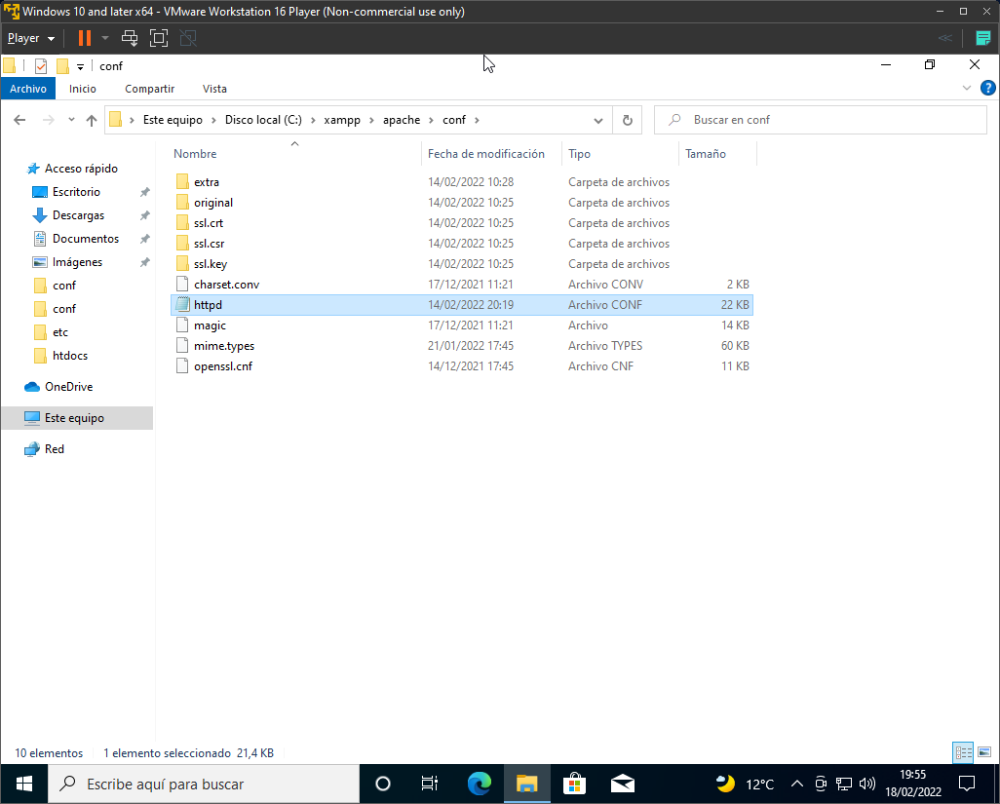 Windows 10 and later x64 - VMware Workstation 16 Player (Non-commercial use only)
Player
conf
Archivo Inicio Compartir Vista
Este equipo Disco local (C:) xampp apache conf Buscar en conf
Nombre Fecha de modificación Tipo Tamaño
Acceso rápido
Escritorio
Descargas
Documentos
Imágenes
conf
conf
etc
htdocs
OneDrive
Este equipo
Red
extra 14/02/2022 10:28 Carpeta de archivos
original 14/02/2022 10:25 Carpeta de archivos
ssl.crt 14/02/2022 10:25 Carpeta de archivos
ssl.csr 14/02/2022 10:25 Carpeta de archivos
ssl.key 14/02/2022 10:25 Carpeta de archivos
charset.conv 17/12/2021 11:21 Archivo CONV 2 KB
httpd 14/02/2022 20:19 Archivo CONF 22 KB
magic 17/12/2021 11:21 Archivo 14 KB
mime.types 21/01/2022 17:45 Archivo TYPES 60 KB
openssl.cnf 14/12/2021 17:45 Archivo CNF 11 KB
10 elementos 1 elemento seleccionado 21,4 KB
Escribe aquí para buscar
12°C
19:55
18/02/2022